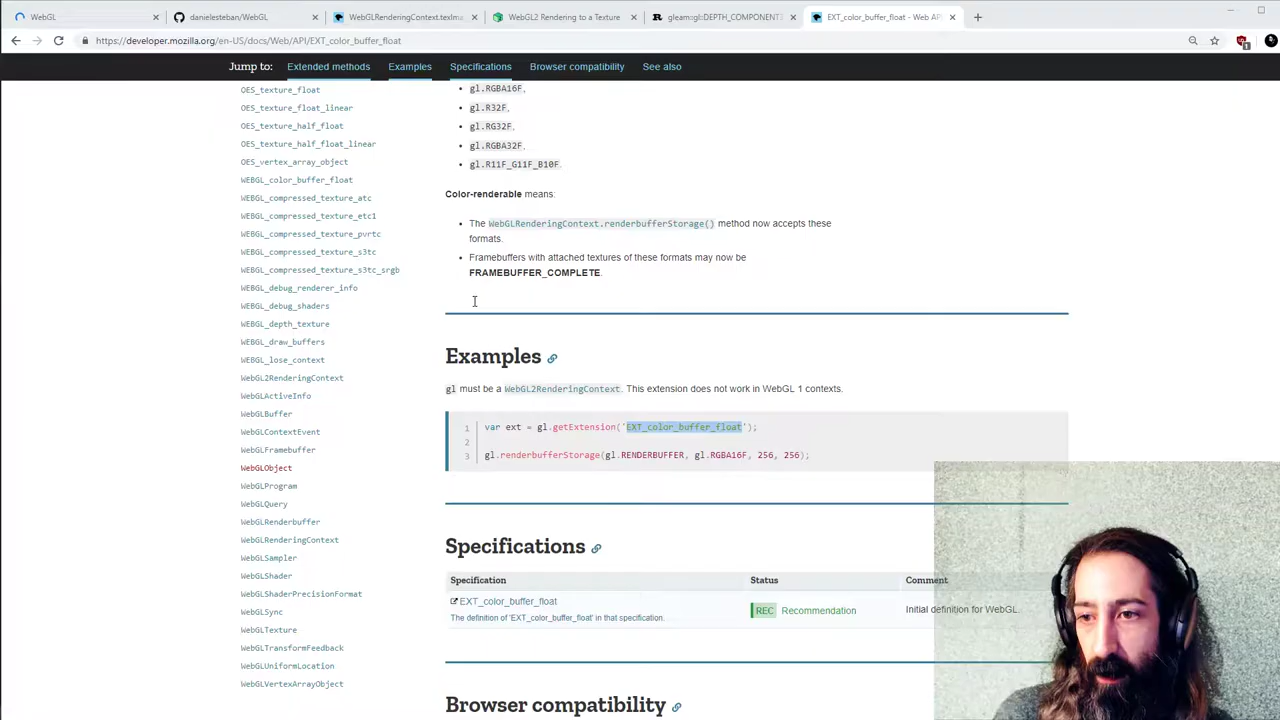 WebGL
danielesteban/WebGL
WebGLRenderingContext.texIma
WebGL2 Rendering to a Texture
gleam::gl::DEPTH_COMPONENT2
EXT_color_buffer_float - Web AP
https://developer.mozilla.org/en-US/docs/Web/API/EXT_color_buffer_float
Jump to: Extended methods Examples Specifications Browser compatibility See also
OES_texture_float
OES_texture_float_linear
OES_texture_half_float
OES_texture_half_float_linear
OES_vertex_array_object
WEBGL_color_buffer_float
WEBGL_compressed_texture_atc
WEBGL_compressed_texture_etc1
WEBGL_compressed_texture_pvrtc
WEBGL_compressed_texture_s3tc
WEBGL_compressed_texture_s3tc_srgb
WEBGL_debug_renderer_info
WEBGL_debug_shaders
WEBGL_depth_texture
WEBGL_draw_buffers
WEBGL_lose_context
WebGL2RenderingContext
WebGLActiveInfo
WebGLBuffer
WebGLContextEvent
WebGLFramebuffer
WebGLObject
WebGLProgram
WebGLQuery
WebGLRenderbuffer
WebGLRenderingContext
WebGLSampler
WebGLShader
WebGLShaderPrecisionFormat
WebGLSync
WebGLTexture
WebGLTransformFeedback
WebGLUniformLocation
WebGLVertexArrayObject
gl.RGBA16F,
gl.R32F,
gl.RG32F,
gl.RGBA32F,
gl.R11F_G11F_B10F.
Color-renderable means:
The WebGLRenderingContext.renderbufferStorage() method now accepts these
formats.
Framebuffers with attached textures of these formats may now be
FRAMEBUFFER_COMPLETE.
Examples
gl must be a WebGL2RenderingContext. This extension does not work in WebGL 1 contexts.
1 var ext = gl.getExtension('EXT_color_buffer_float');
2
3 gl.renderbufferStorage(gl.RENDERBUFFER, gl.RGBA16F, 256, 256);
Specifications
Specification Status Comment
EXT_color_buffer_float REC Recommendation Initial definition for WebGL.
The definition of 'EXT_color_buffer_float' in that specification.
Browser compatibility